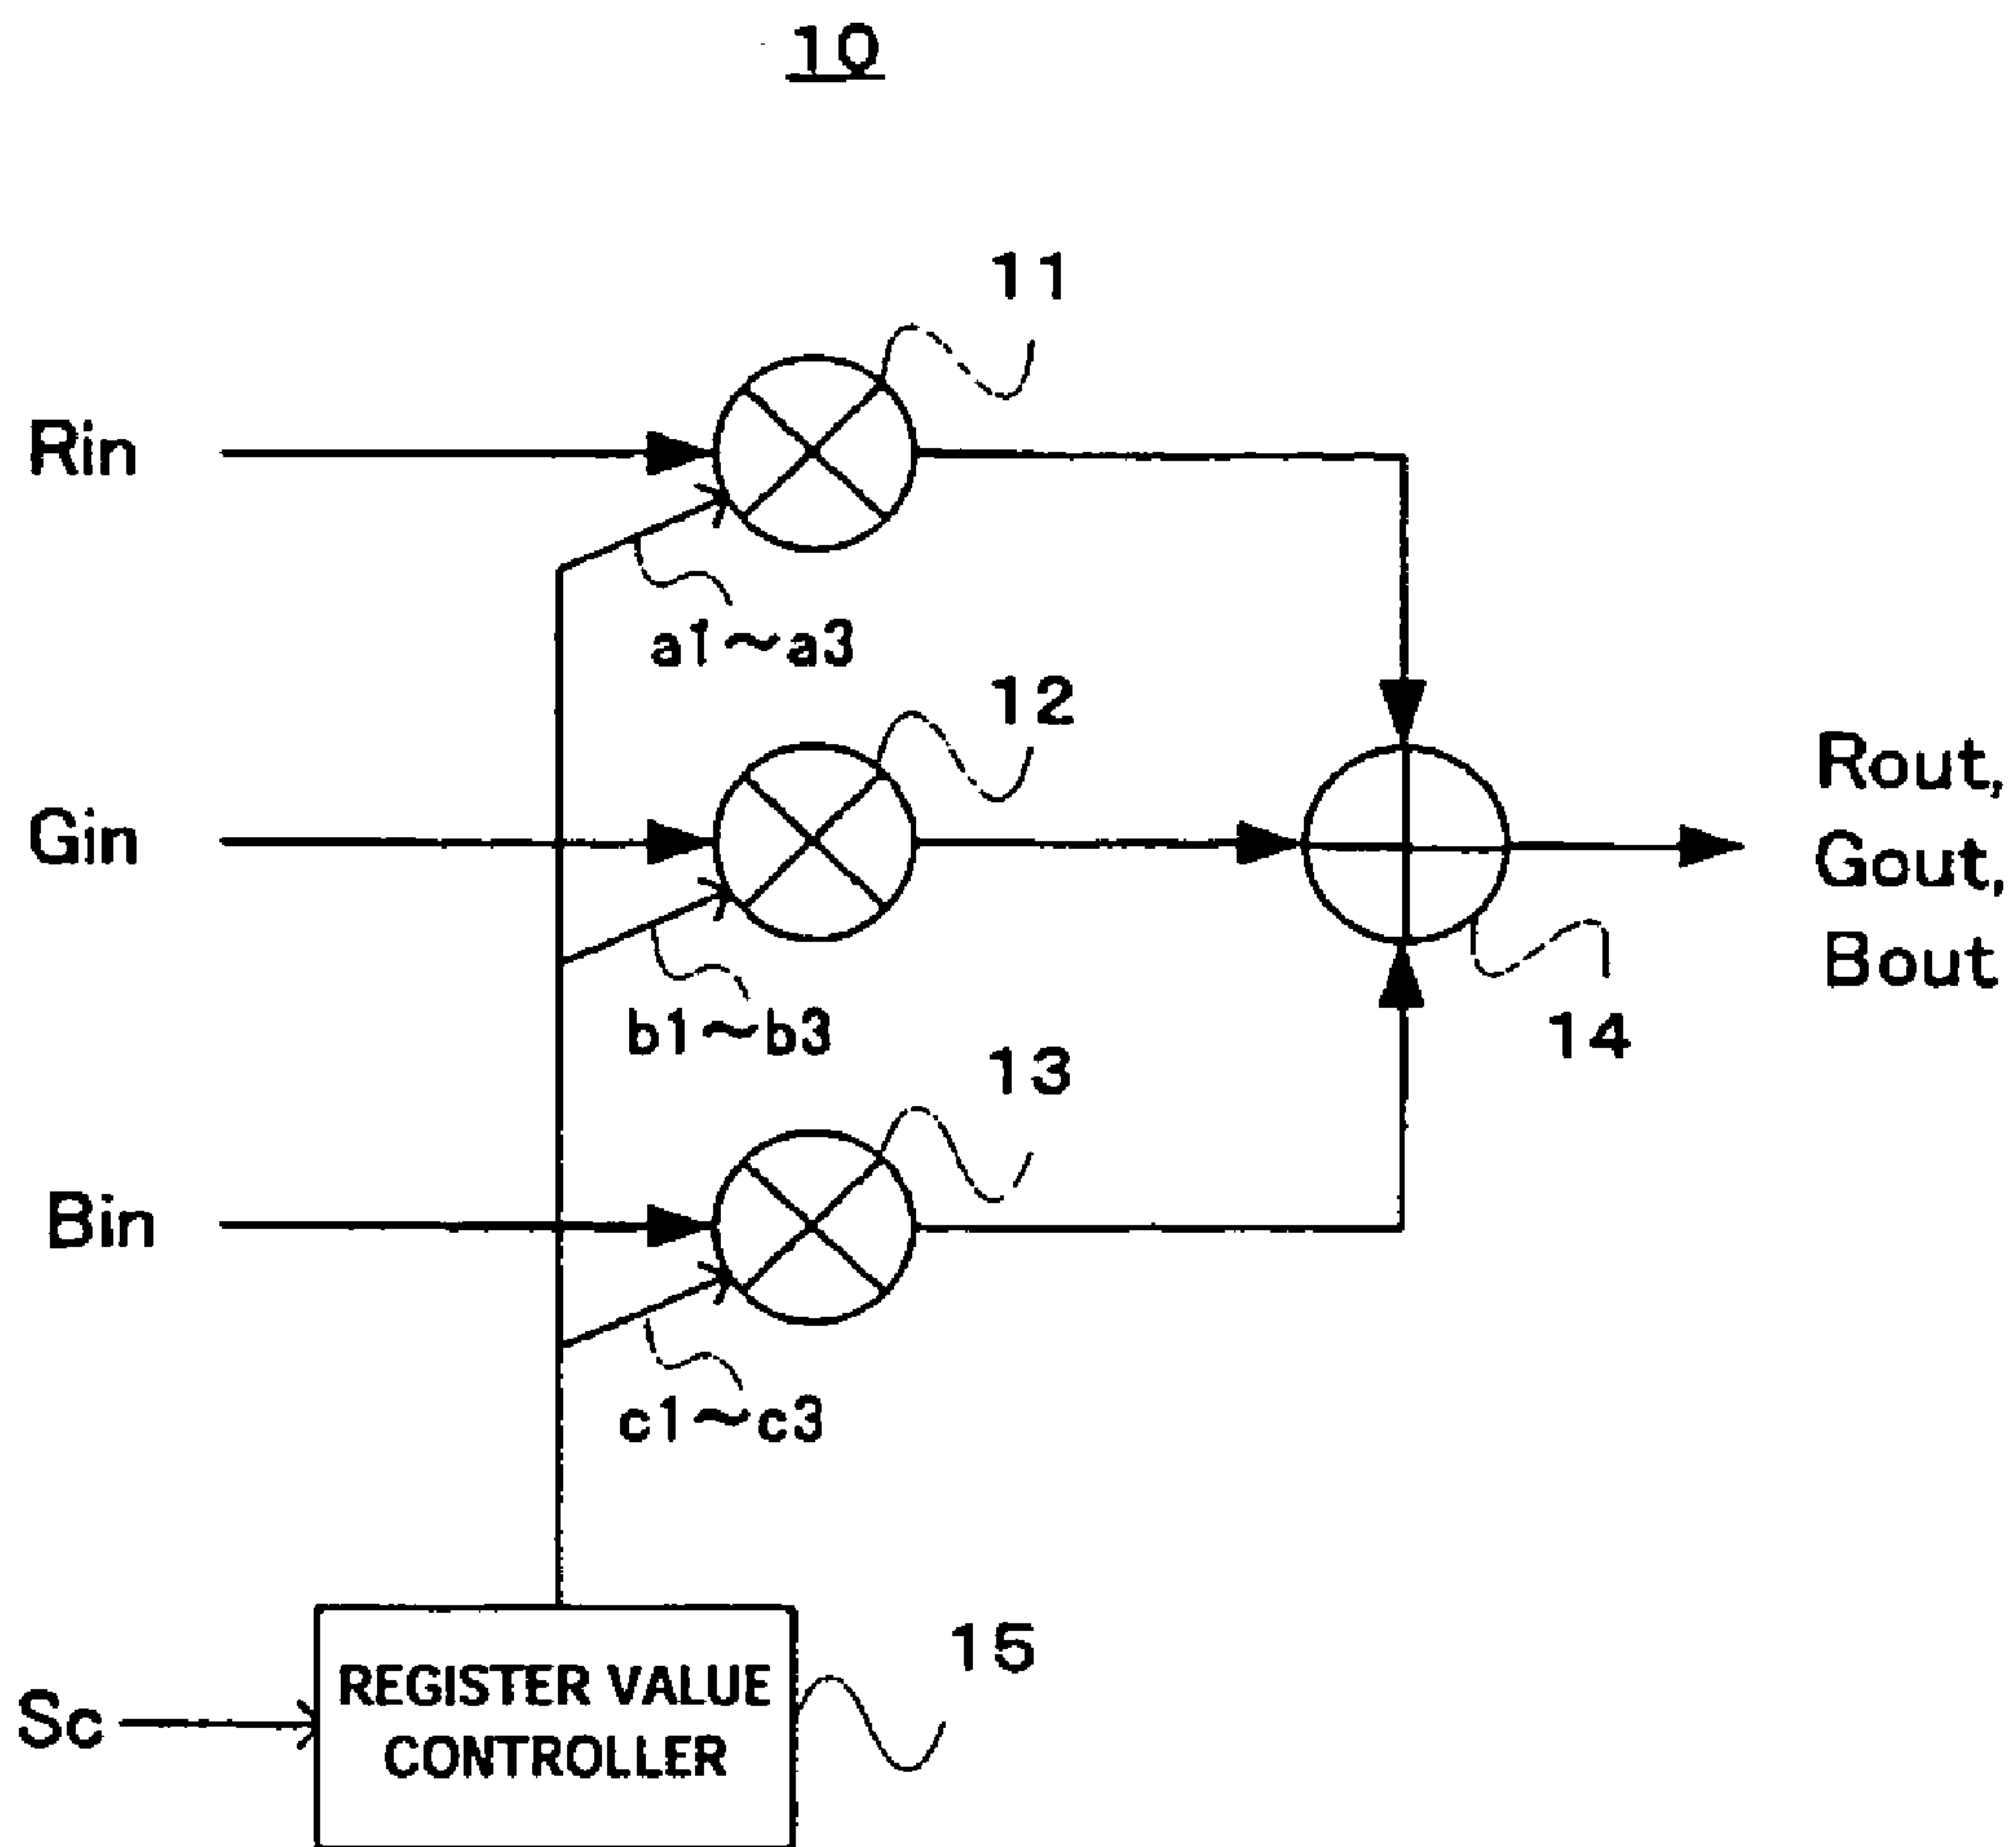 10
11
Rin
a1~a3
12
Rout,
Gin
Gout,
Bout
b1~b3
14
13
Bin
c1~c3
15
REGISTER VALUE
Sc
CONTROLLER